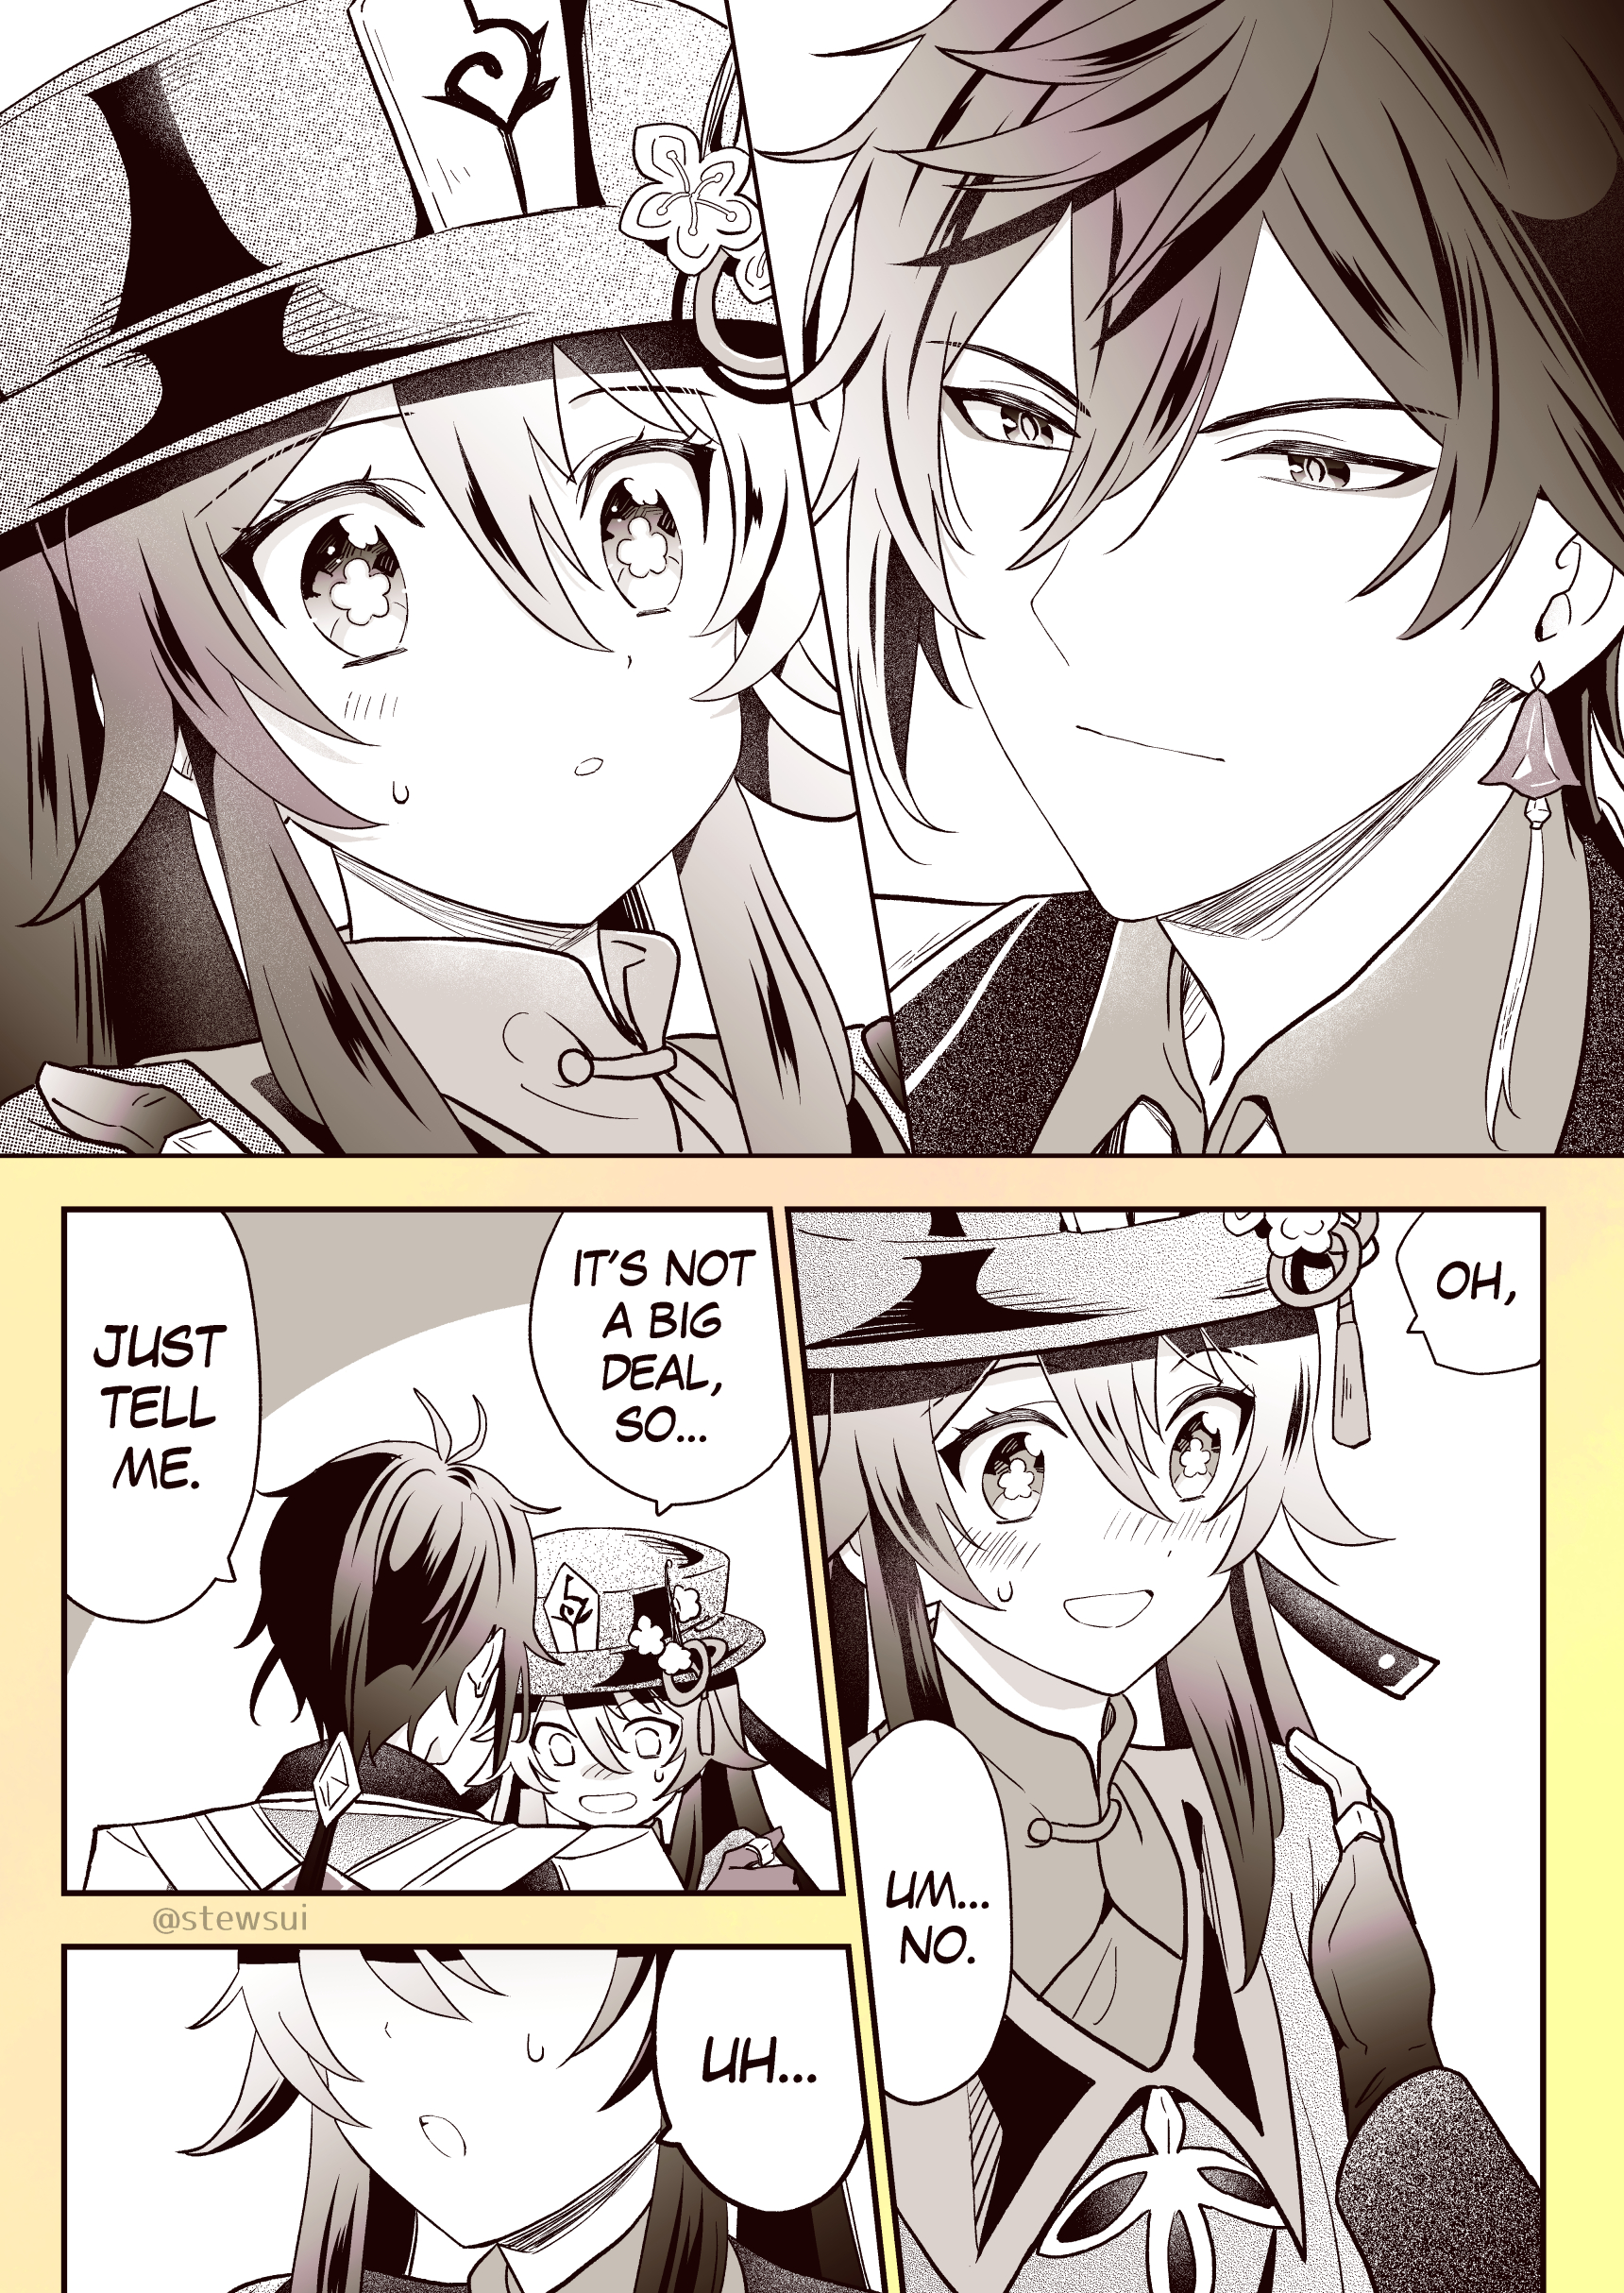 OH,
UM...
NO.
IT'S NOT
A BIG
DEAL,
SO...
JUST
TELL
ME.
@stewsui
UH...